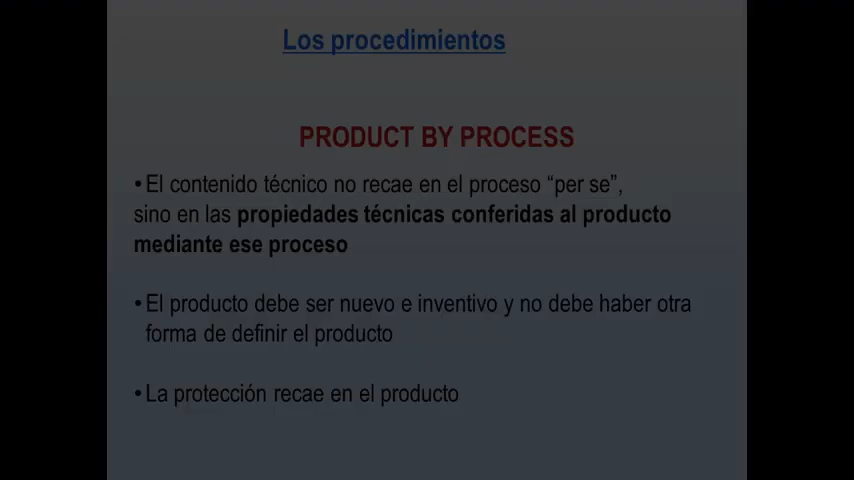 Los procedimientos
PRODUCT BY PROCESS
•El contenido técnico no recae en el proceso “per se”,
sino en las propiedades técnicas conferidas al producto
mediante ese proceso
•El producto debe ser nuevo e inventivo y no debe haber otra
forma de definir el producto
•La protección recae en el producto